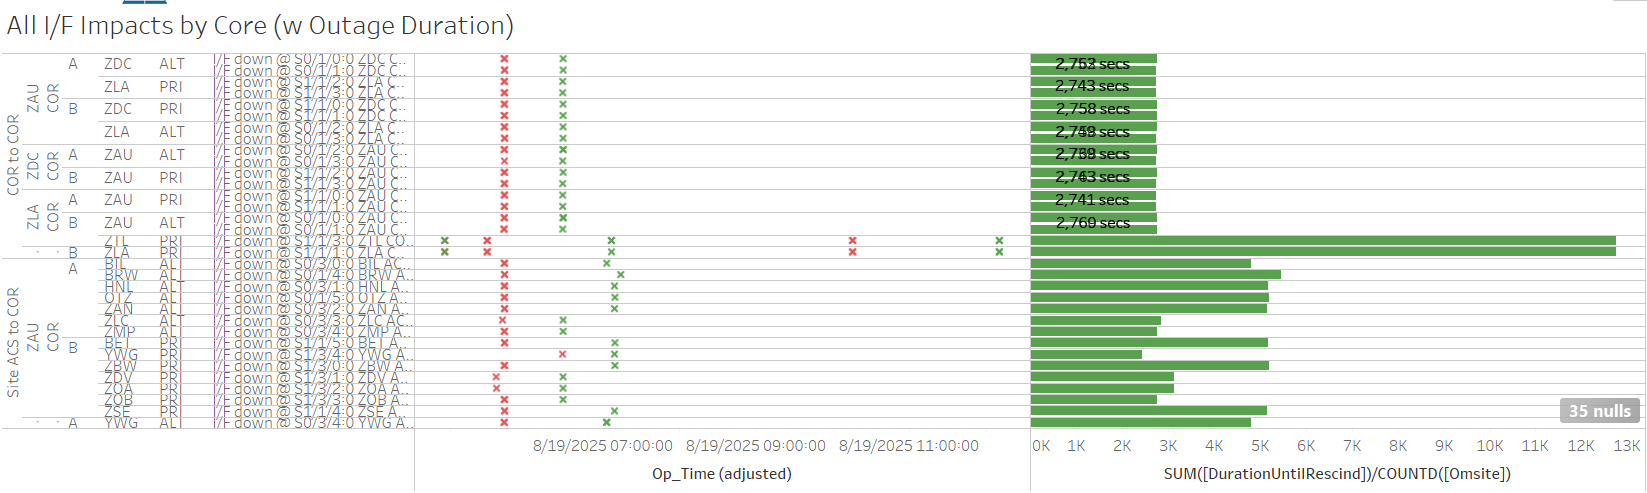 All I/F Impacts by Core (w Outage Duration)
COR to COR
ZAU COR
A ZDC ALT I/F down @ S0/1/0:0 ZDC C..
I/F down @ S0/1/1:0 ZDC C..
ZLA PRI I/F down @ S1/1/2:0 ZLA C..
I/F down @ S1/1/3:0 ZLA C..
2,743 secs
B ZDC PRI I/F down @ S1/1/0:0 ZDC C..
I/F down @ S1/1/1:0 ZDC C..
2,758 secs
ZLA ALT I/F down @ S0/1/2:0 ZLA C..
I/F down @ S0/1/3:0 ZLA C..
ZDC COR
A ZAU ALT I/F down @ S0/1/2:0 ZAU C..
I/F down @ S0/1/3:0 ZAU C..
B ZAU PRI I/F down @ S1/1/2:0 ZAU C..
I/F down @ S1/1/3:0 ZAU C..
ZLA COR
A ZAU PRI I/F down @ S1/1/0:0 ZAU C..
I/F down @ S1/1/1:0 ZAU C..
2,741 secs
B ZAU ALT I/F down @ S0/1/0:0 ZAU C..
I/F down @ S0/1/1:0 ZAU C..
2,760 secs
ZTL PRI I/F down @ S1/1/3:0 ZTL CO..
B ZLA PRI I/F down @ S1/1/1:0 ZLA C..
Site ACS to COR
ZAU COR
A BIL ALT I/F down @ S0/3/0:0 BIL AC..
BRW ALT I/F down @ S0/1/4:0 BRW A..
HNL ALT I/F down @ S0/3/1:0 HNL A..
OTZ ALT I/F down @ S0/1/5:0 OTZ A..
ZAN ALT I/F down @ S0/3/2:0 ZAN A..
ZLC ALT I/F down @ S0/3/3:0 ZLC AC..
ZMP ALT I/F down @ S0/3/4:0 ZMP A..
B BET PRI I/F down @ S1/1/5:0 BET A..
YWG PRI I/F down @ S1/3/4:0 YWG A..
ZBW PRI I/F down @ S1/3/0:0 ZBW A..
ZDV PRI I/F down @ S1/3/1:0 ZDV A..
ZOA PRI I/F down @ S1/3/2:0 ZOA A..
ZOB PRI I/F down @ S1/3/3:0 ZOB A..
ZSE PRI I/F down @ S1/1/4:0 ZSE A..
A YWG ALT I/F down @ S0/3/4:0 YWG A..
35 nulls
8/19/2025 07:00:00 8/19/2025 09:00:00 8/19/2025 11:00:00
0K 1K 2K 3K 4K 5K 6K 7K 8K 9K 10K 11K 12K 13K
Op_Time (adjusted)
SUM([DurationUntilRescind])/COUNTD([Omsite])